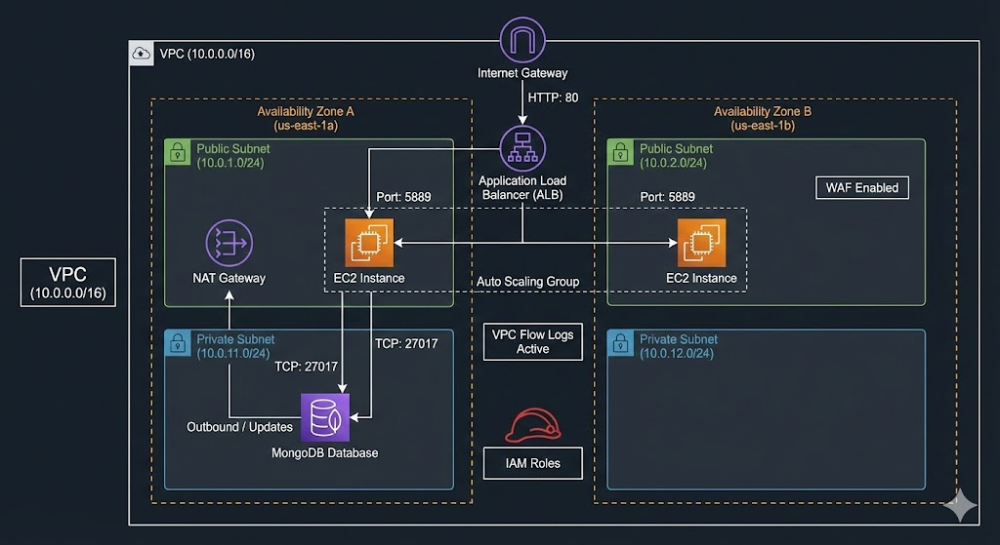 VPC (10.0.0.0/16)
Internet Gateway
HTTP: 80
Availability Zone A
(us-east-1a)
Availability Zone B
(us-east-1b)
Public Subnet
(10.0.1.0/24)
Application Load
Balancer (ALB)
Public Subnet
(10.0.2.0/24)
WAF Enabled
Port: 5889
Port: 5889
NAT Gateway
EC2 Instance
EC2 Instance
Auto Scaling Group
VPC
(10.0.0.0/16)
Private Subnet
(10.0.11.0/24)
TCP: 27017
TCP: 27017
VPC Flow Logs
Active
Private Subnet
(10.0.12.0/24)
Outbound / Updates
MongoDB Database
IAM Roles